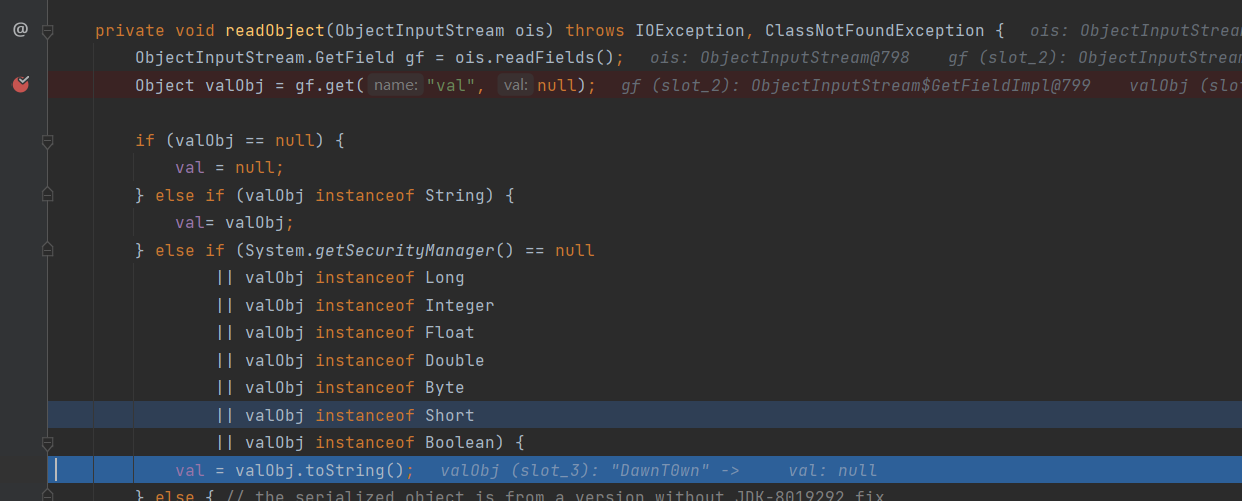 @ private void readObject(ObjectInputStream ois) throws IOException, ClassNotFoundException { ois: ObjectInputStream
ObjectInputStream.GetField gf = ois.readFields(); ois: ObjectInputStream@798 gf (slot_2): ObjectInputStream
Object valObj = gf.get( name: "val", val: null); gf (slot_2): ObjectInputStream$GetFieldImpl@799 valObj (slot
if (valObj == null) {
val = null;
} else if (valObj instanceof String) {
val= valObj;
} else if (System.getSecurityManager() == null
|| valObj instanceof Long
|| valObj instanceof Integer
|| valObj instanceof Float
|| valObj instanceof Double
|| valObj instanceof Byte
|| valObj instanceof Short
|| valObj instanceof Boolean) {
val = valObj.toString(); valObj (slot_3): "DawnT0wn" -> val: null
} else { // the serialized object is from a version without JDK-8019292 fix